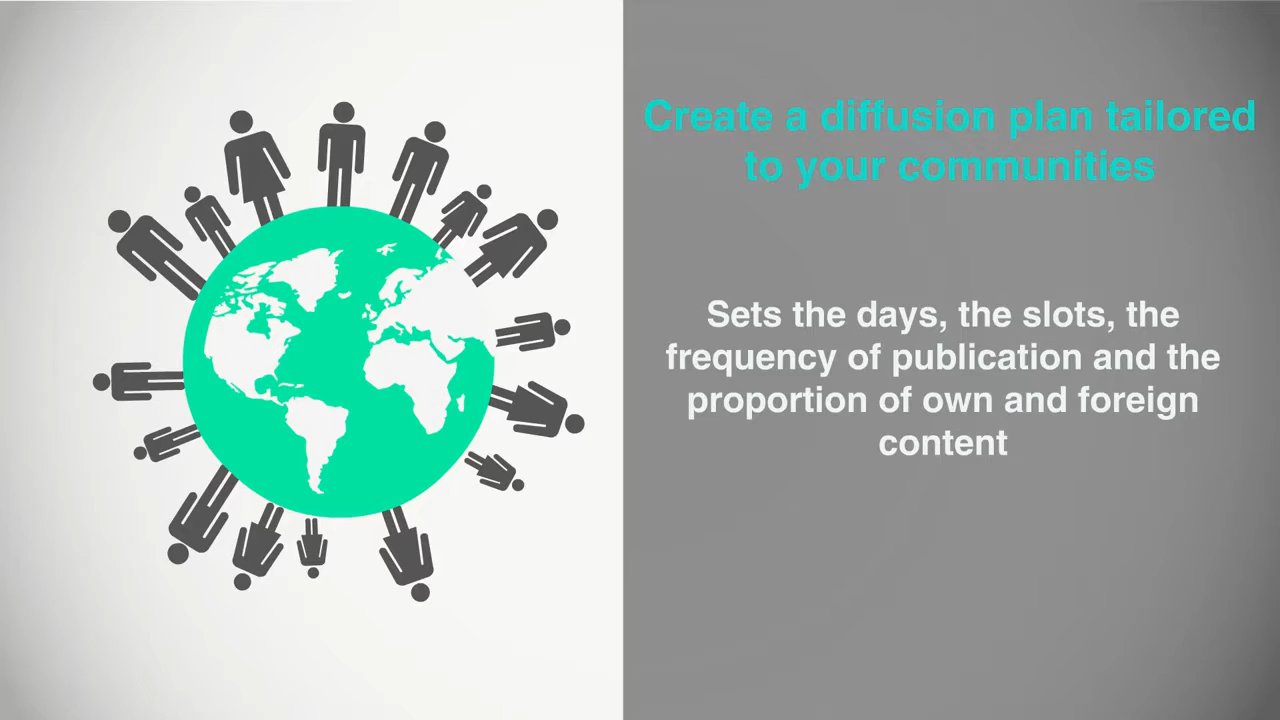 Create a diffusion plan tailored
to your communities
Sets the days, the slots, the
frequency of publication and the
proportion of own and foreign
content